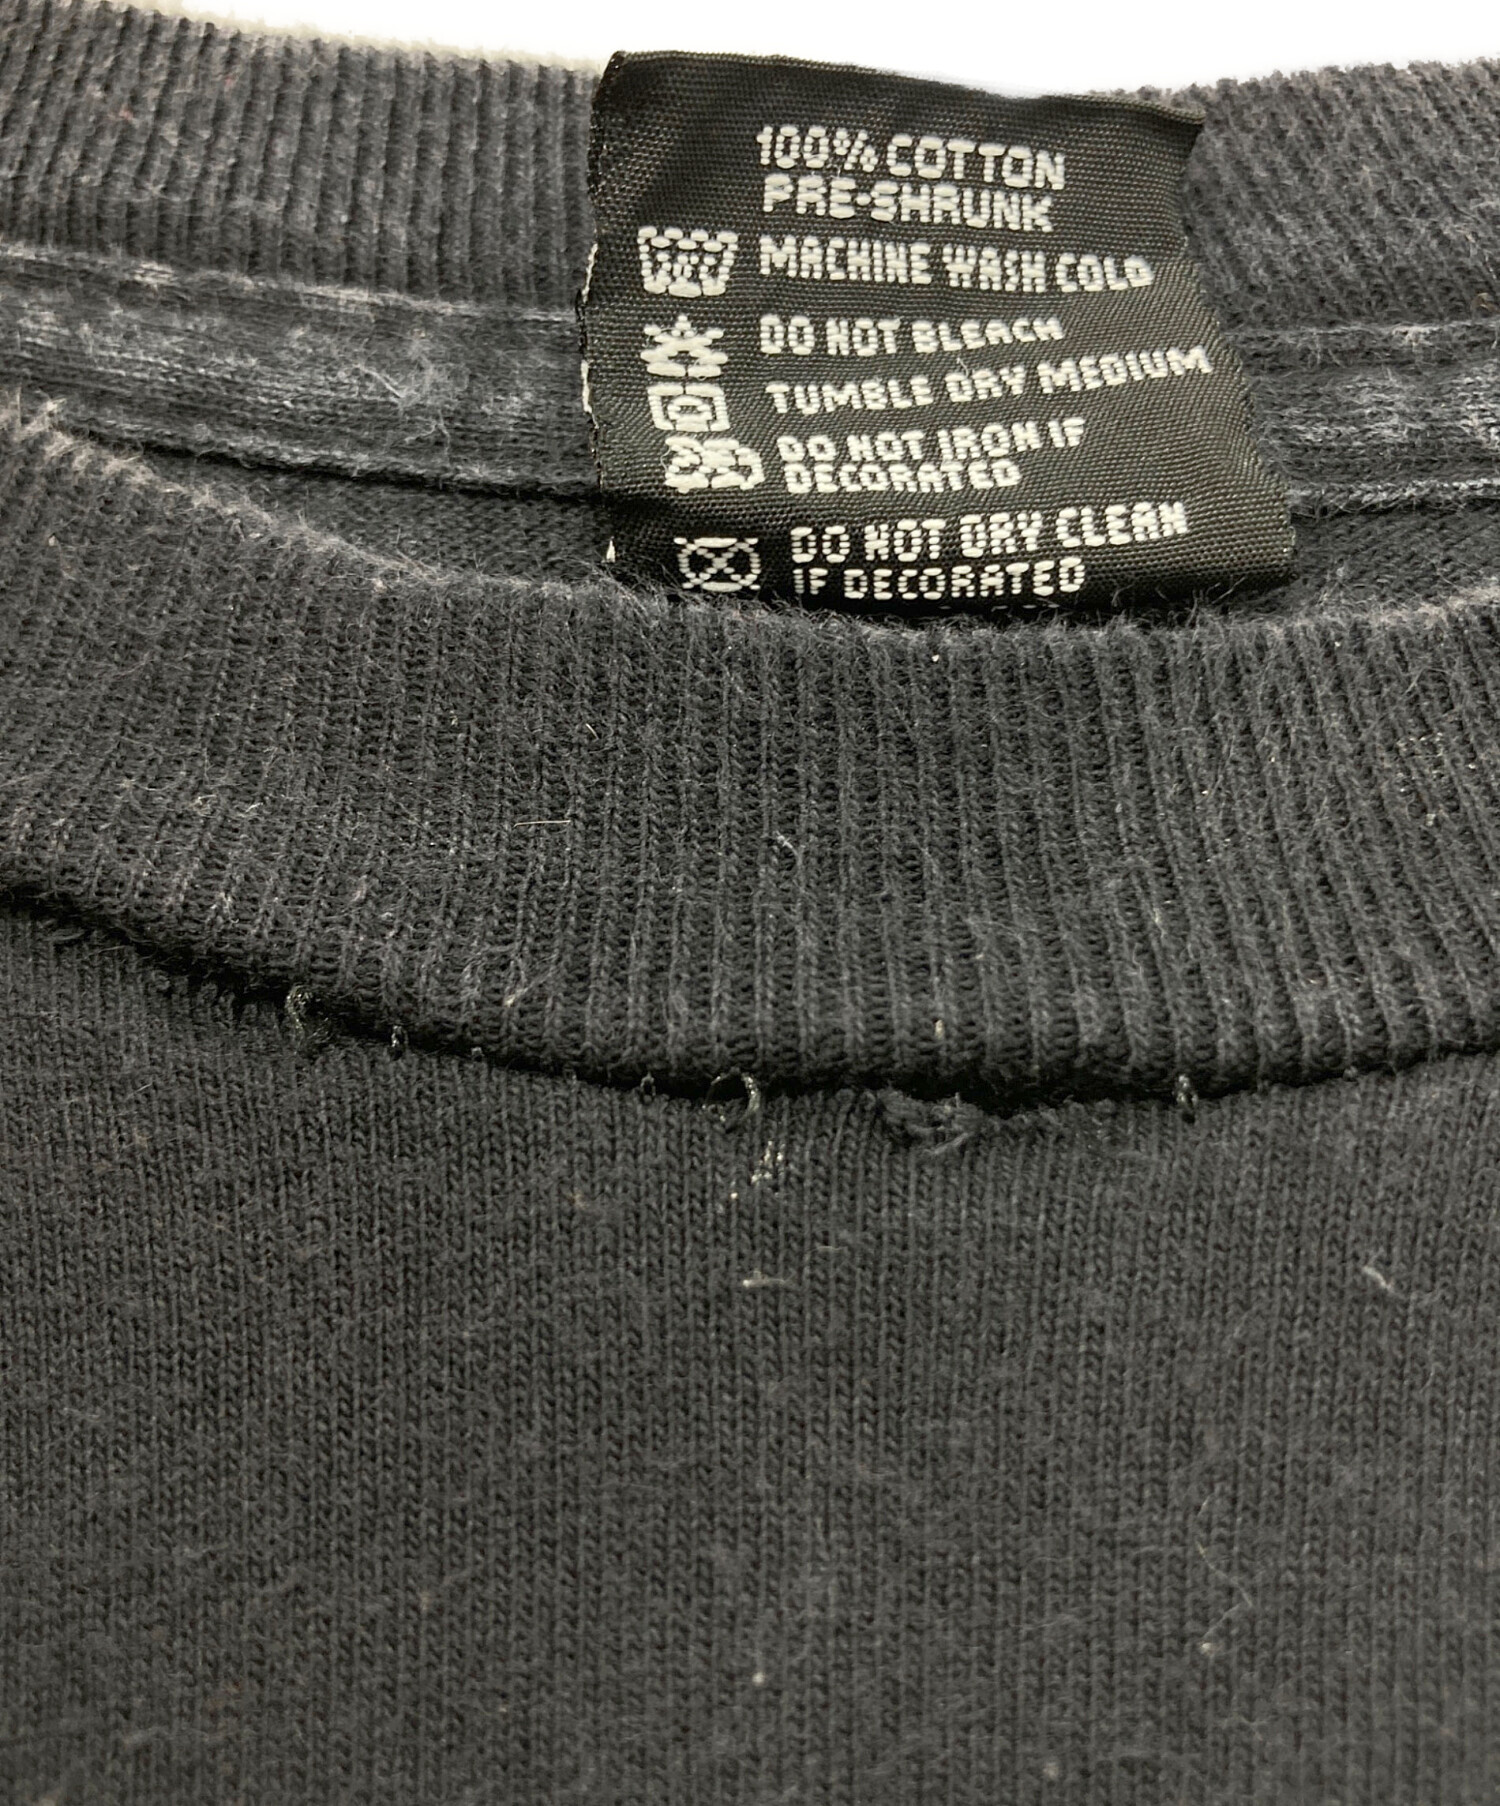 100% COTTON
PRE-SHRUNK
MACHINE WASH COLD
DO NOT BLEACH
TUMBLE DRY MEDIUM
DO NOT IRON IF
DECORATED
DO NOT DRY CLEAN
IF DECORATED